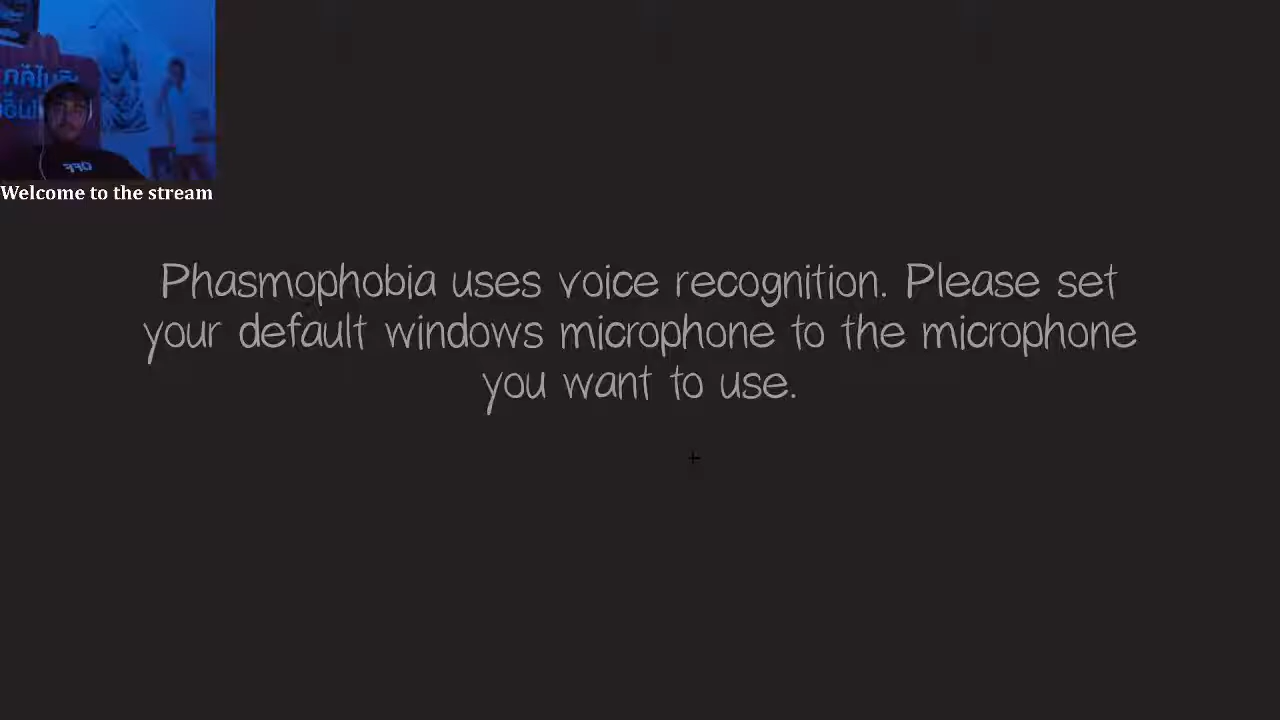 Welcome to the stream
Phasmophobia uses voice recognition. Please set
your default windows microphone to the microphone
you want to use.